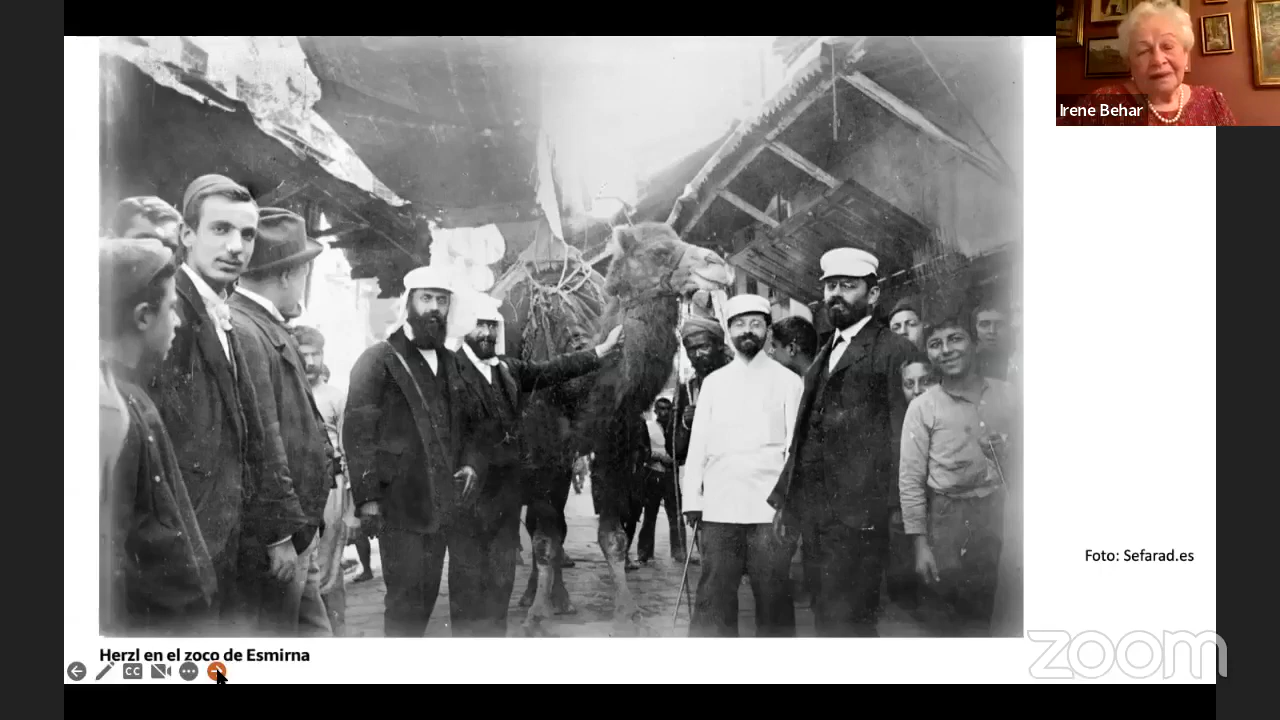 Irene Behar
Foto: Sefarad.es
Herzl en el zoco de Esmirna
CC
zoom